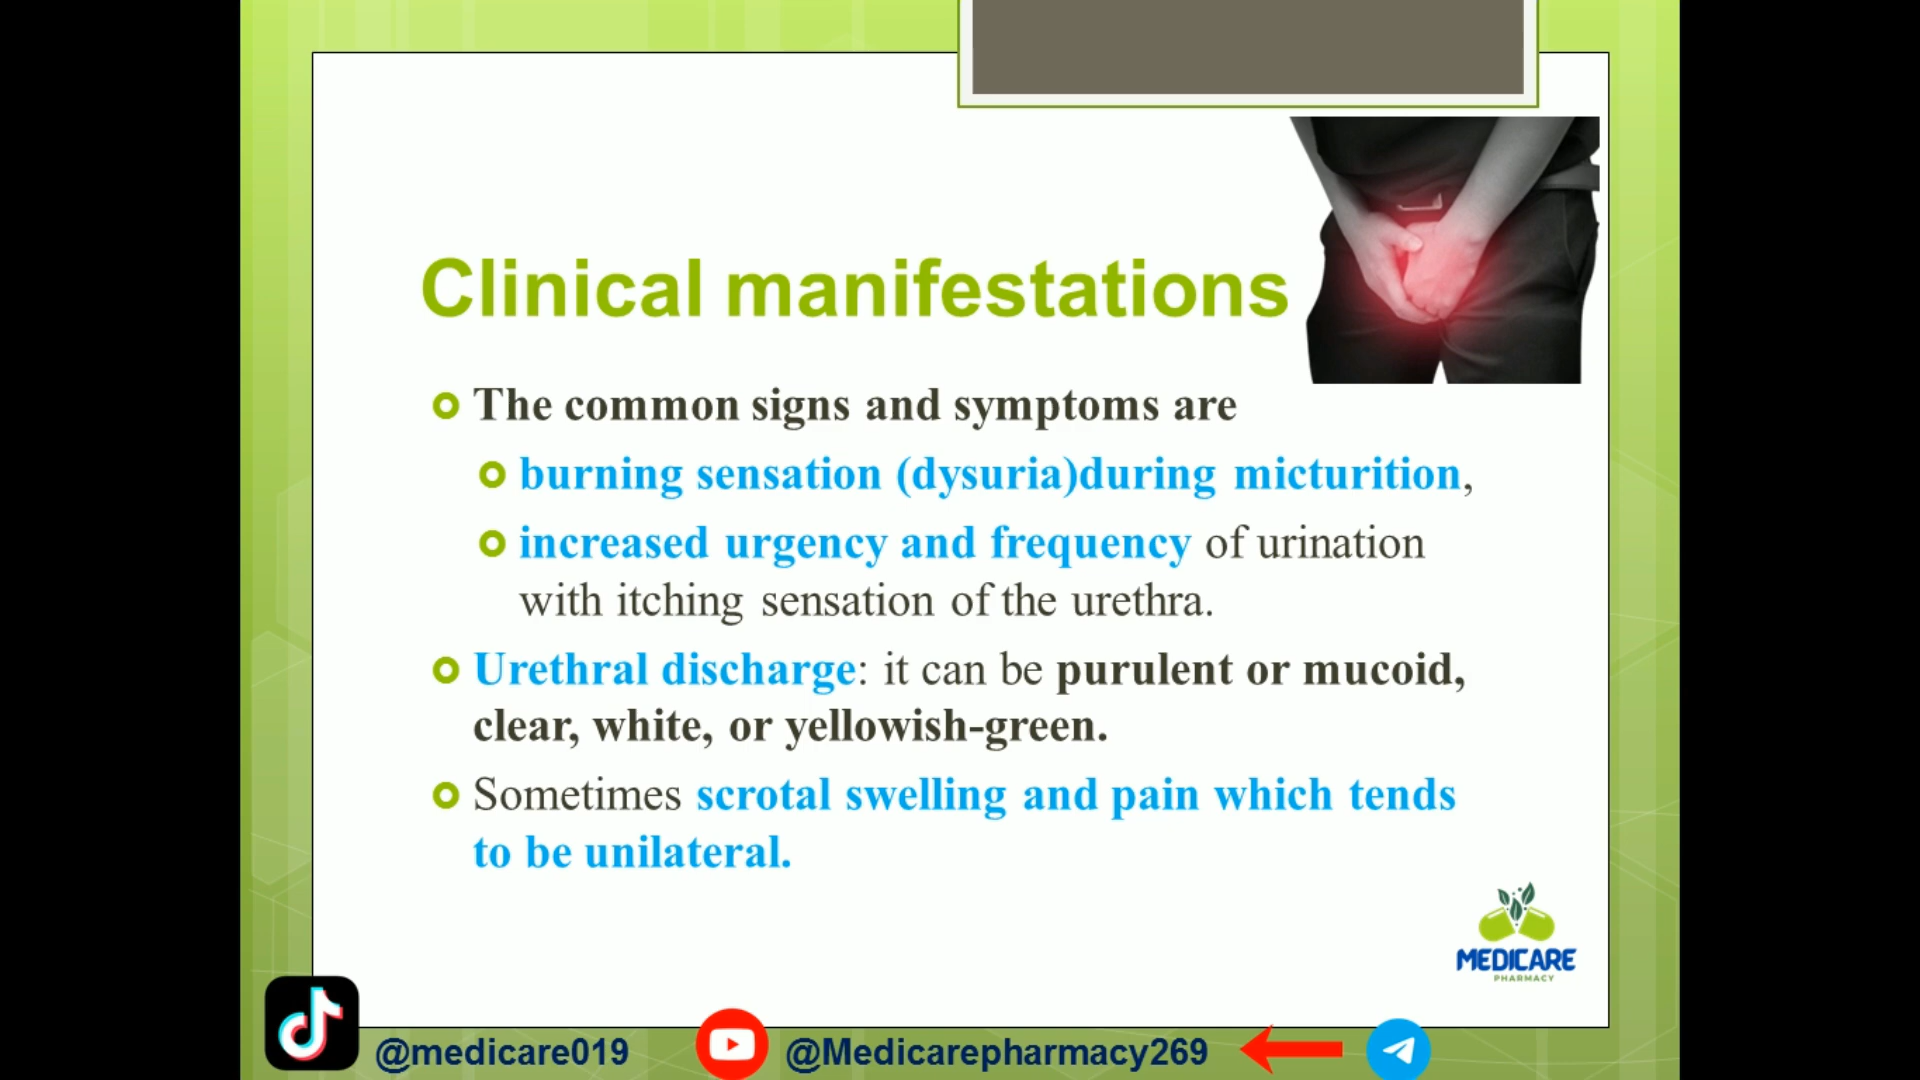 Clinical manifestations
The common signs and symptoms are
burning sensation (dysuria)during micturition,
increased urgency and frequency of urination
with itching sensation of the urethra.
Urethral discharge: it can be purulent or mucoid,
clear, white, or yellowish-green.
Sometimes scrotal swelling and pain which tends
to be unilateral.
MEDICARE
PHARMACY
@medicare019
@Medicarepharmacy269